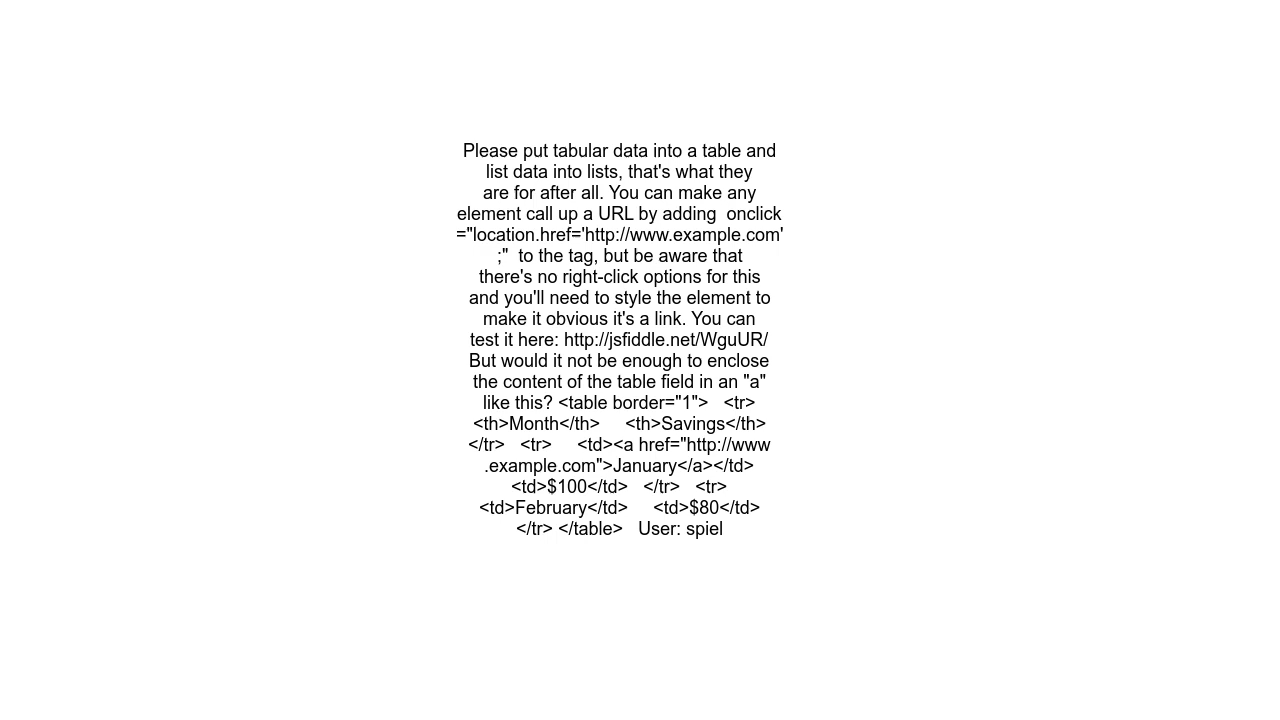 Please put tabular data into a table and
list data into lists, that's what they
are for after all. You can make any
element call up a URL by adding  onclick
="location.href='http://www.example.com'
;"  to the tag, but be aware that
there's no right-click options for this
and you'll need to style the element to
make it obvious it's a link. You can
test it here: http://jsfiddle.net/WguUR/
But would it not be enough to enclose
the content of the table field in an "a"
like this? <table border="1">   <tr>
<th>Month</th>     <th>Savings</th>
</tr>   <tr>     <td><a href="http://www
.example.com">January</a></td>
<td>$100</td>   </tr>   <tr>
<td>February</td>     <td>$80</td>
</tr> </table>   User: spiel